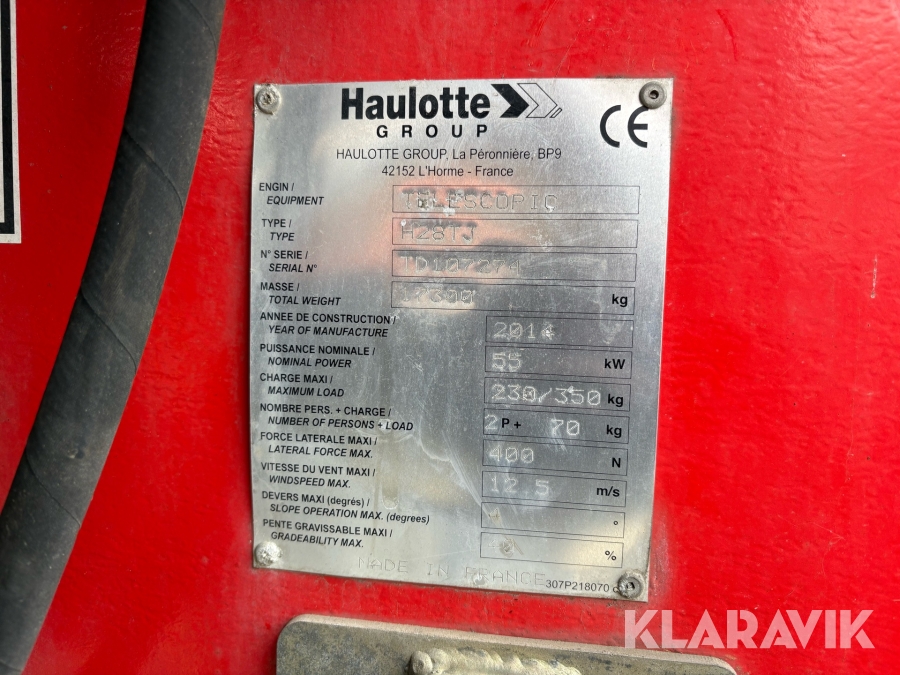 Haulotte
GROUP
CE
HAULOTTE GROUP, La Péronnière, BP9
42152 L'Horme - France
ENGIN /
EQUIPMENT
TELESCOPIC
TYPE /
TYPE
H28TJ
N° SERIE /
SERIAL N°
TD107274
MASSE /
TOTAL WEIGHT
kg
ANNEE DE CONSTRUCTION /
YEAR OF MANUFACTURE
2014
PUISSANCE NOMINALE /
NOMINAL POWER
55 kW
CHARGE MAXI /
MAXIMUM LOAD
230/350 kg
NOMBRE PERS. + CHARGE /
NUMBER OF PERSONS + LOAD
2 P + 70 kg
FORCE LATERALE MAXI /
LATERAL FORCE MAX.
400 N
VITESSE DU VENT MAXI /
WINDSPEED MAX.
12.5 m/s
DEVERS MAXI (degrés) /
SLOPE OPERATION MAX. (degrees)
°
PENTE GRAVISSABLE MAXI /
GRADEABILITY MAX.
%
MADE IN FRANCE
307P218070
KLARAVIK